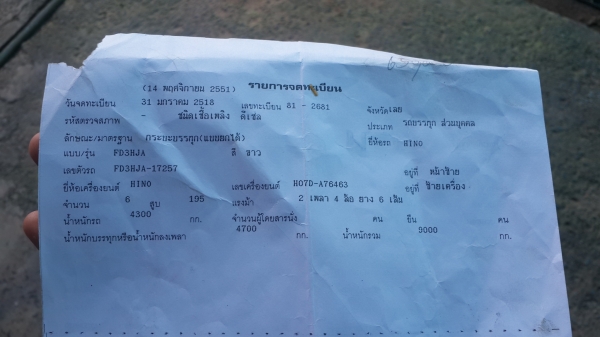 (14 พฤศจิกายน 2551) รายการจดทะเบียน
วันจดทะเบียน 31 มกราคม 2518 เลขทะเบียน 81 - 2681 จังหวัดเลย
รหัสตรวจสภาพ - ชนิดเชื้อเพลิง ดีเซล ประเภท รถบรรทุก ส่วนบุคคล
ลักษณะ/มาตรฐาน กระบะบรรทุก(แบบยกได้) ยี่ห้อรถ HINO
แบบ/รุ่น FD3HJA สี ขาว
เลขตัวรถ FD3HJA-17257 อยู่ที่ หน้าซ้าย
ยี่ห้อเครื่องยนต์ HINO เลขเครื่องยนต์ H07D-A76463 อยู่ที่ ซ้ายเครื่อง
จำนวน 6 สูบ 195 แรงม้า 2 เพลา 4 ล้อ ยาง 6 เส้น
น้ำหนักรถ 4300 กก. จำนวนผู้โดยสารนั่ง คน ยืน คน
น้ำหนักบรรทุกหรือน้ำหนักลงเพลา 4700 กก. น้ำหนักรวม 9000 กก.